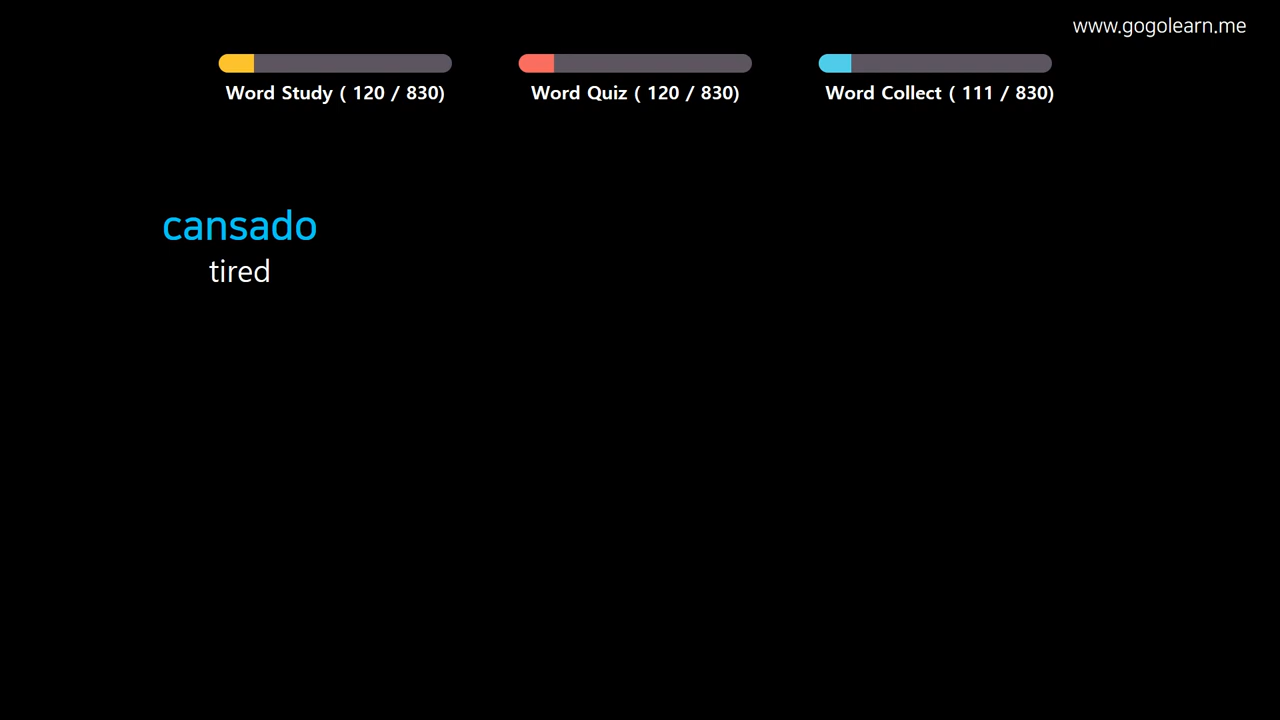 www.gogolearn.me
Word Study ( 120 / 830)
Word Quiz ( 120 / 830)
Word Collect ( 111 / 830)
cansado
tired